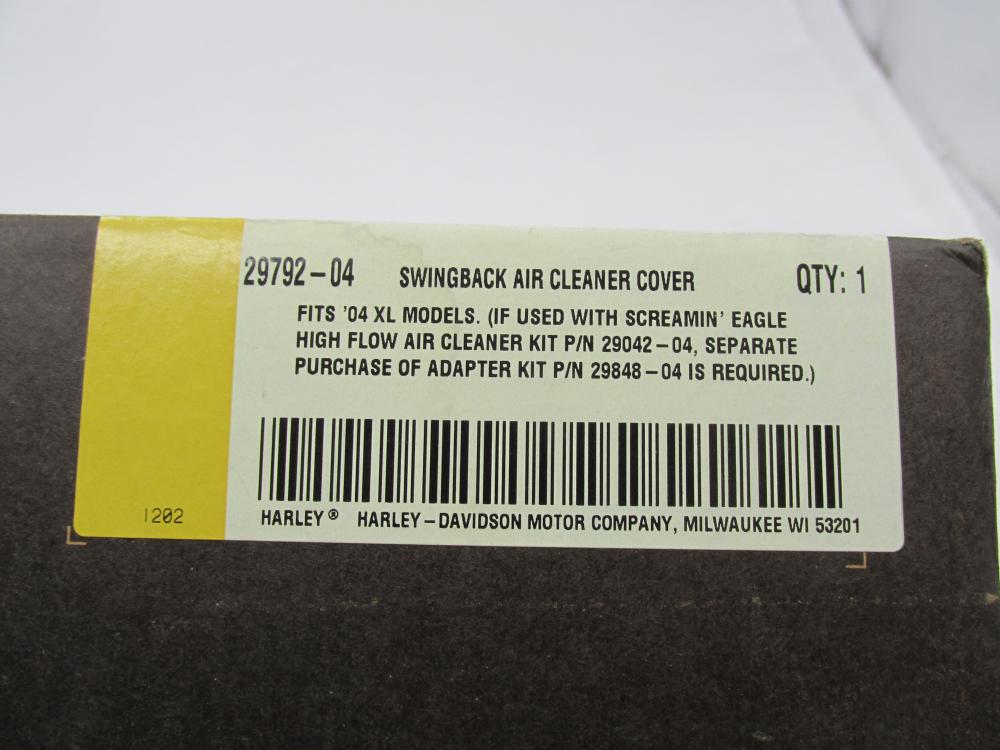 29792-04 SWINGBACK AIR CLEANER COVER QTY: 1
FITS '04 XL MODELS. (IF USED WITH SCREAMIN' EAGLE
HIGH FLOW AIR CLEANER KIT P/N 29042-04, SEPARATE
PURCHASE OF ADAPTER KIT P/N 29848-04 IS REQUIRED.)
1202
HARLEY® HARLEY-DAVIDSON MOTOR COMPANY, MILWAUKEE WI 53201